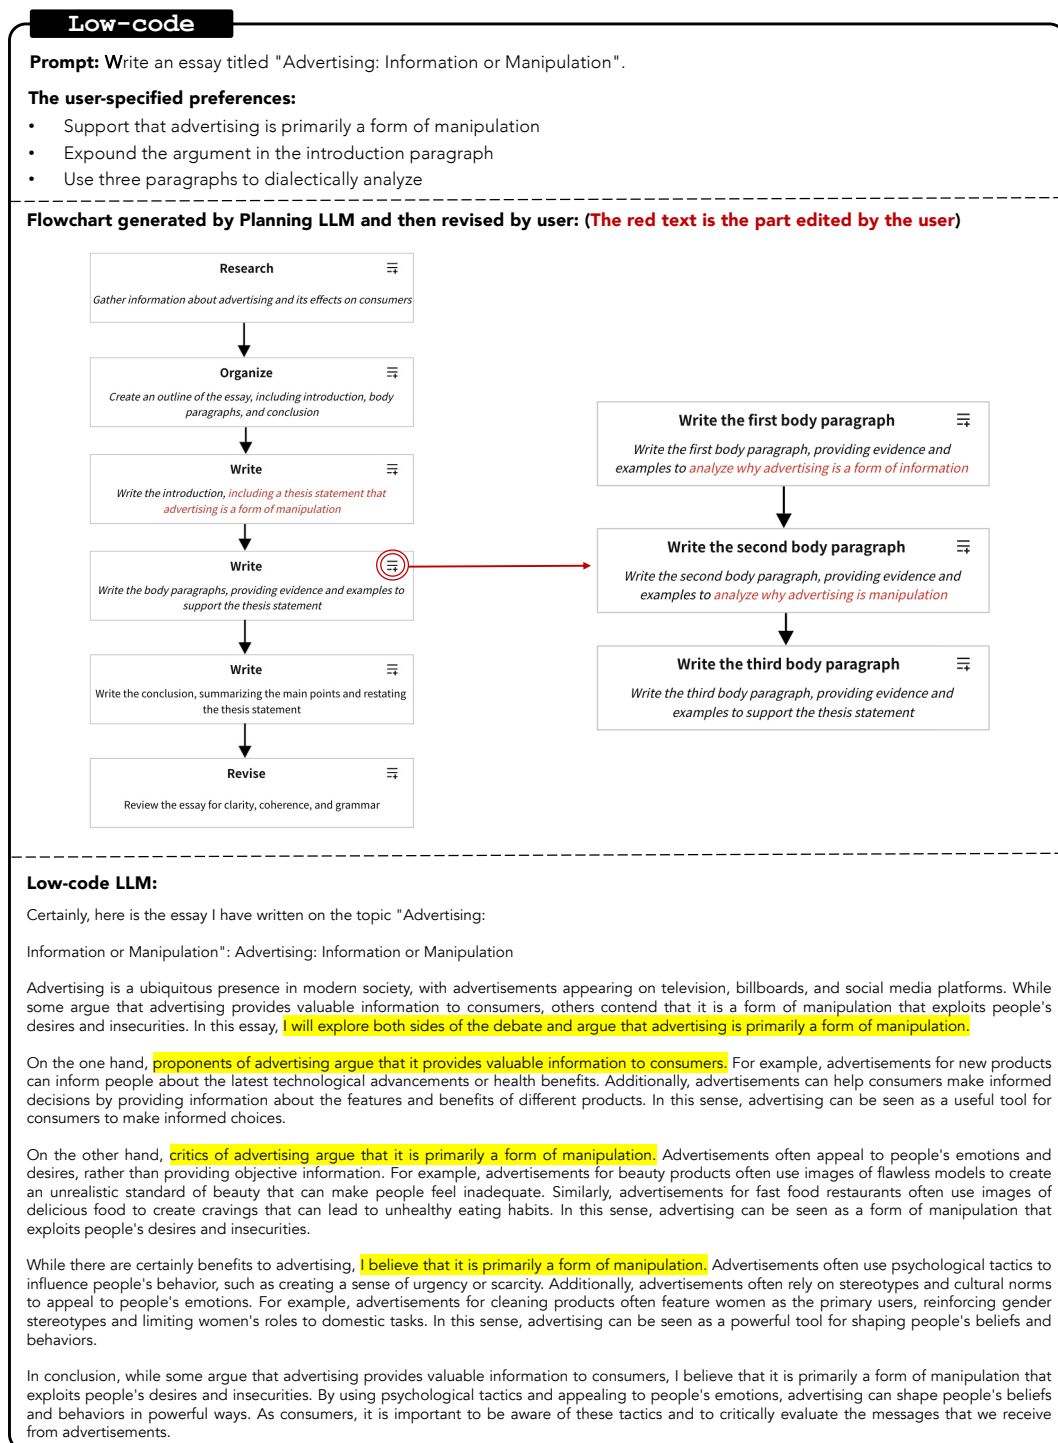 Low-code
Prompt: Write an essay titled "Advertising: Information or Manipulation".
The user-specified preferences:
• Support that advertising is primarily a form of manipulation
• Expound the argument in the introduction paragraph
• Use three paragraphs to dialectically analyze
Flowchart generated by Planning LLM and then revised by user: (The red text is the part edited by the user)
Research
Gather information about advertising and its effects on consumers
Organize
Create an outline of the essay, including introduction, body
paragraphs, and conclusion
Write
Write the introduction, including a thesis statement that
advertising is a form of manipulation
Write
Write the body paragraphs, providing evidence and examples to
support the thesis statement
Write
Write the conclusion, summarizing the main points and restating
the thesis statement
Revise
Review the essay for clarity, coherence, and grammar
Write the first body paragraph
Write the first body paragraph, providing evidence and
examples to analyze why advertising is a form of information
Write the second body paragraph
Write the second body paragraph, providing evidence and
examples to analyze why advertising is manipulation
Write the third body paragraph
Write the third body paragraph, providing evidence and
examples to support the thesis statement
Low-code LLM:
Certainly, here is the essay I have written on the topic "Advertising:
Information or Manipulation": Advertising: Information or Manipulation
Advertising is a ubiquitous presence in modern society, with advertisements appearing on television, billboards, and social media platforms. While
some argue that advertising provides valuable information to consumers, others contend that it is a form of manipulation that exploits people's
desires and insecurities. In this essay, I will explore both sides of the debate and argue that advertising is primarily a form of manipulation.
On the one hand, proponents of advertising argue that it provides valuable information to consumers. For example, advertisements for new products
can inform people about the latest technological advancements or health benefits. Additionally, advertisements can help consumers make informed
decisions by providing information about the features and benefits of different products. In this sense, advertising can be seen as a useful tool for
consumers to make informed choices.
On the other hand, critics of advertising argue that it is primarily a form of manipulation. Advertisements often appeal to people's emotions and
desires, rather than providing objective information. For example, advertisements for beauty products often use images of flawless models to create
an unrealistic standard of beauty that can make people feel inadequate. Similarly, advertisements for fast food restaurants often use images of
delicious food to create cravings that can lead to unhealthy eating habits. In this sense, advertising can be seen as a form of manipulation that
exploits people's desires and insecurities.
While there are certainly benefits to advertising, I believe that it is primarily a form of manipulation. Advertisements often use psychological tactics to
influence people's behavior, such as creating a sense of urgency or scarcity. Additionally, advertisements often rely on stereotypes and cultural norms
to appeal to people's emotions. For example, advertisements for cleaning products often feature women as the primary users, reinforcing gender
stereotypes and limiting women's roles to domestic tasks. In this sense, advertising can be seen as a powerful tool for shaping people's beliefs and
behaviors.
In conclusion, while some argue that advertising provides valuable information to consumers, I believe that it is primarily a form of manipulation that
exploits people's desires and insecurities. By using psychological tactics and appealing to people's emotions, advertising can shape people's beliefs
and behaviors in powerful ways. As consumers, it is important to be aware of these tactics and to critically evaluate the messages that we receive
from advertisements.